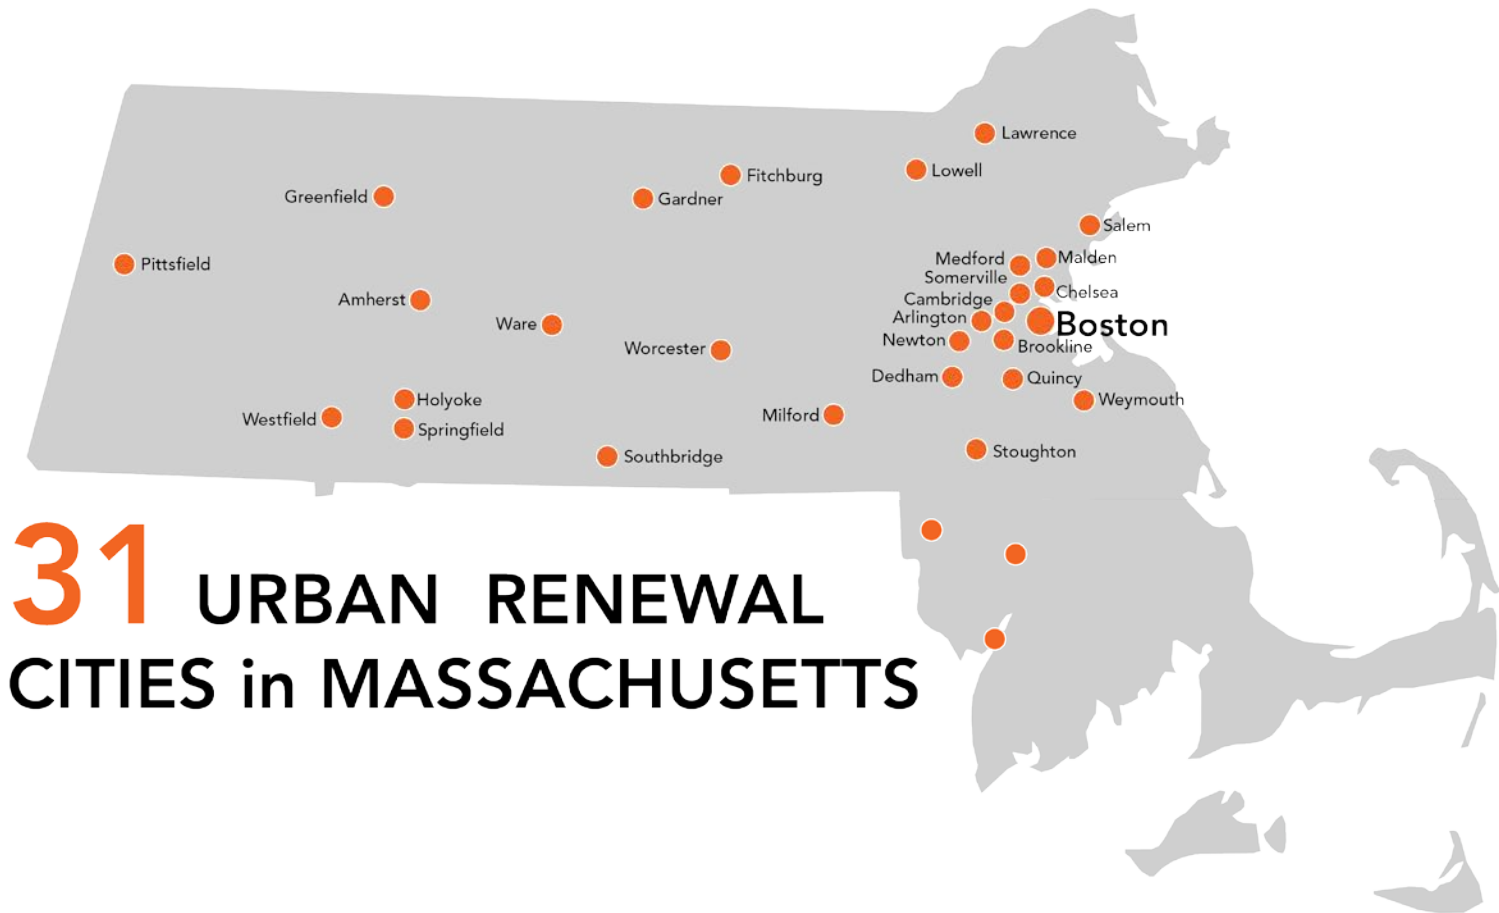 Lawrence
Lowell
Fitchburg
Greenfield
Gardner
Salem
Pittsfield
Medford
Malden
Somerville
Chelsea
Cambridge
Amherst
Arlington
Boston
Ware
Newton
Brookline
Worcester
Dedham
Quincy
Holyoke
Weymouth
Westfield
Milford
Springfield
Stoughton
Southbridge
31 URBAN RENEWAL
CITIES in MASSACHUSETTS